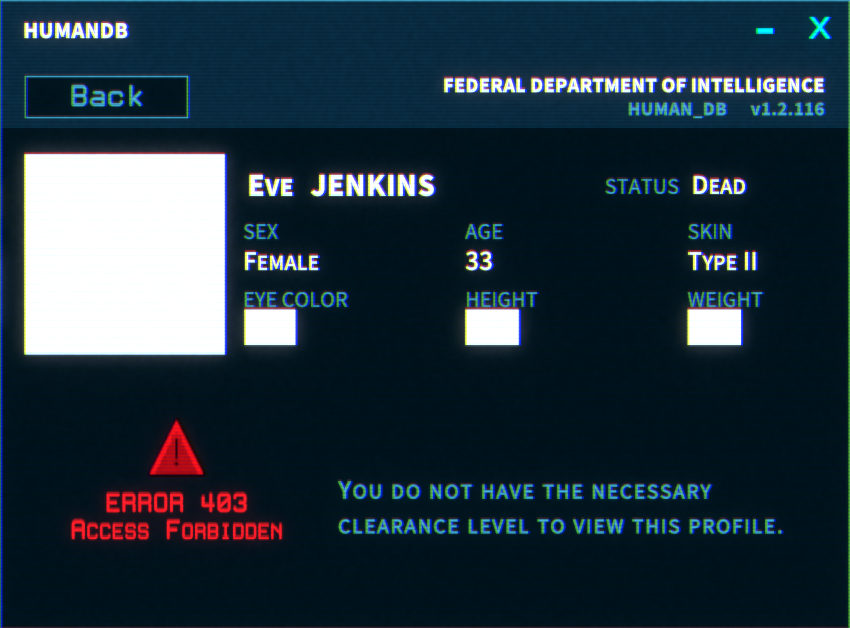 HUMANDB
Back
FEDERAL DEPARTMENT OF INTELLIGENCE
HUMAN_DB v1.2.116
EVE JENKINS
STATUS DEAD
SEX AGE SKIN
FEMALE 33 TYPE II
EYE COLOR HEIGHT WEIGHT
ERROR 403
ACCESS FORBIDDEN
YOU DO NOT HAVE THE NECESSARY
CLEARANCE LEVEL TO VIEW THIS PROFILE.